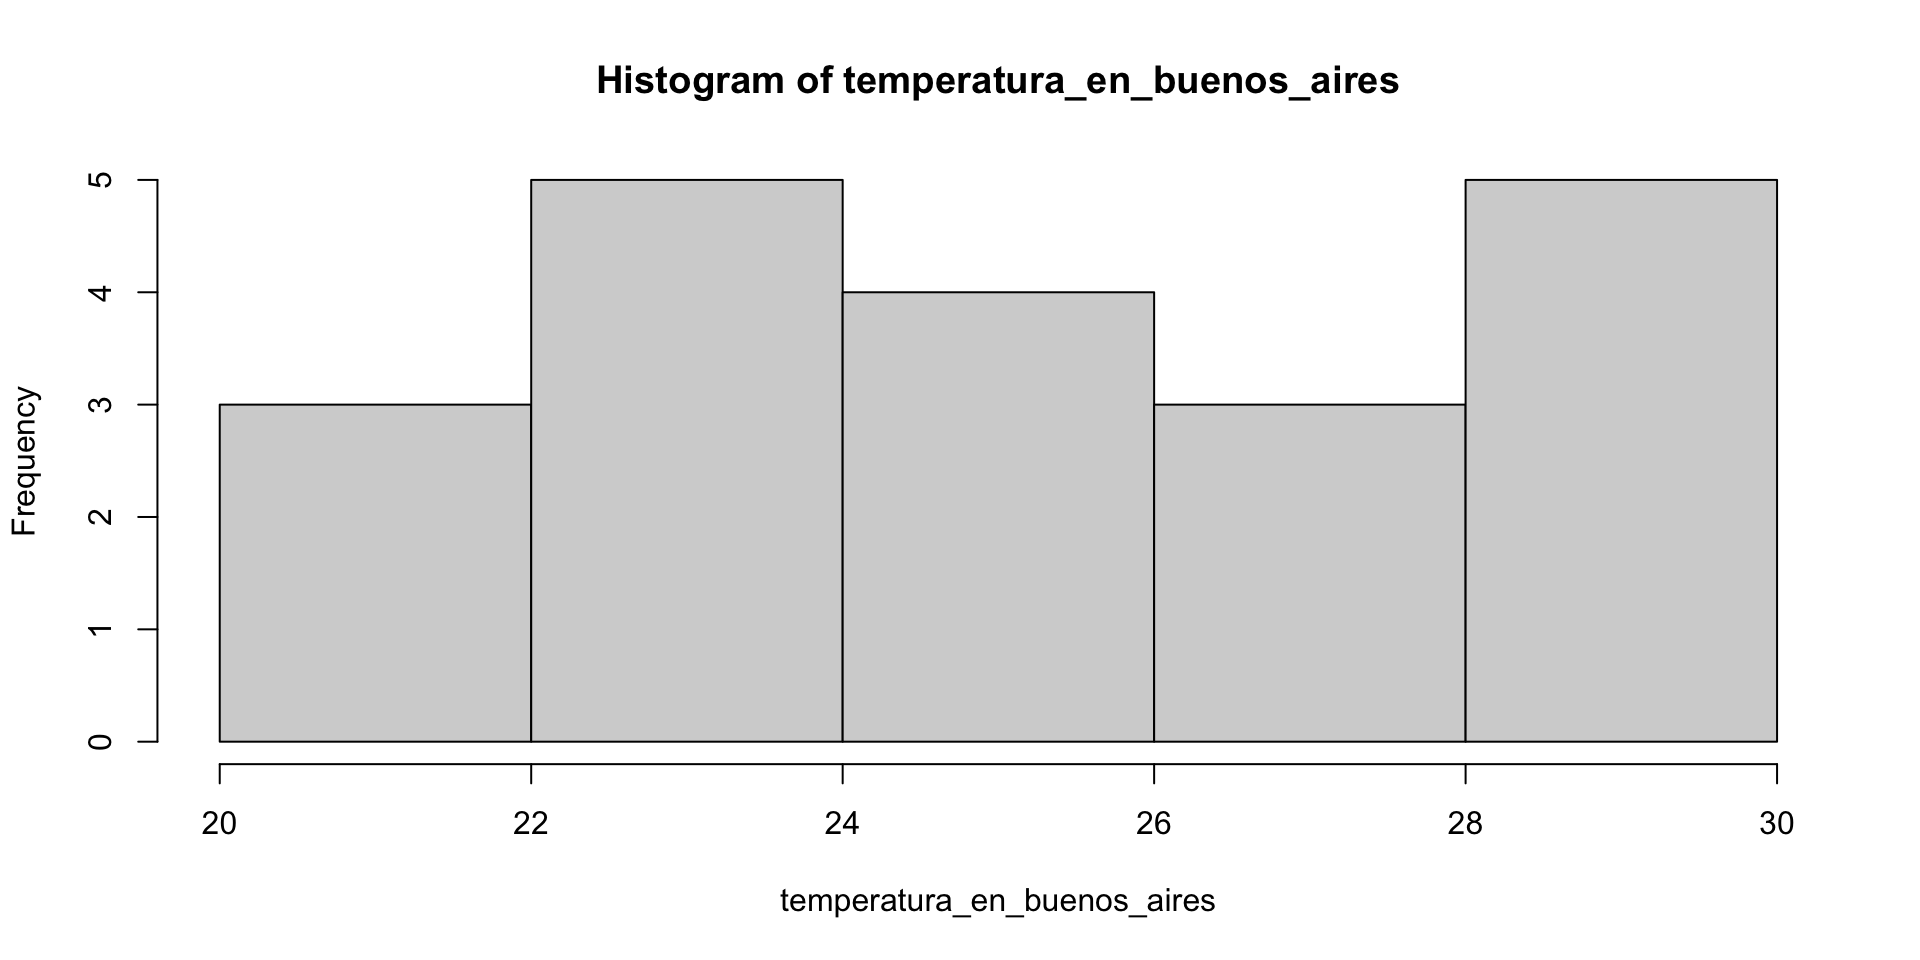 Histogram of temperatura_en_buenos_aires
5
4
3
2
1
0
Frequency
20 22 24 26 28 30
temperatura_en_buenos_aires